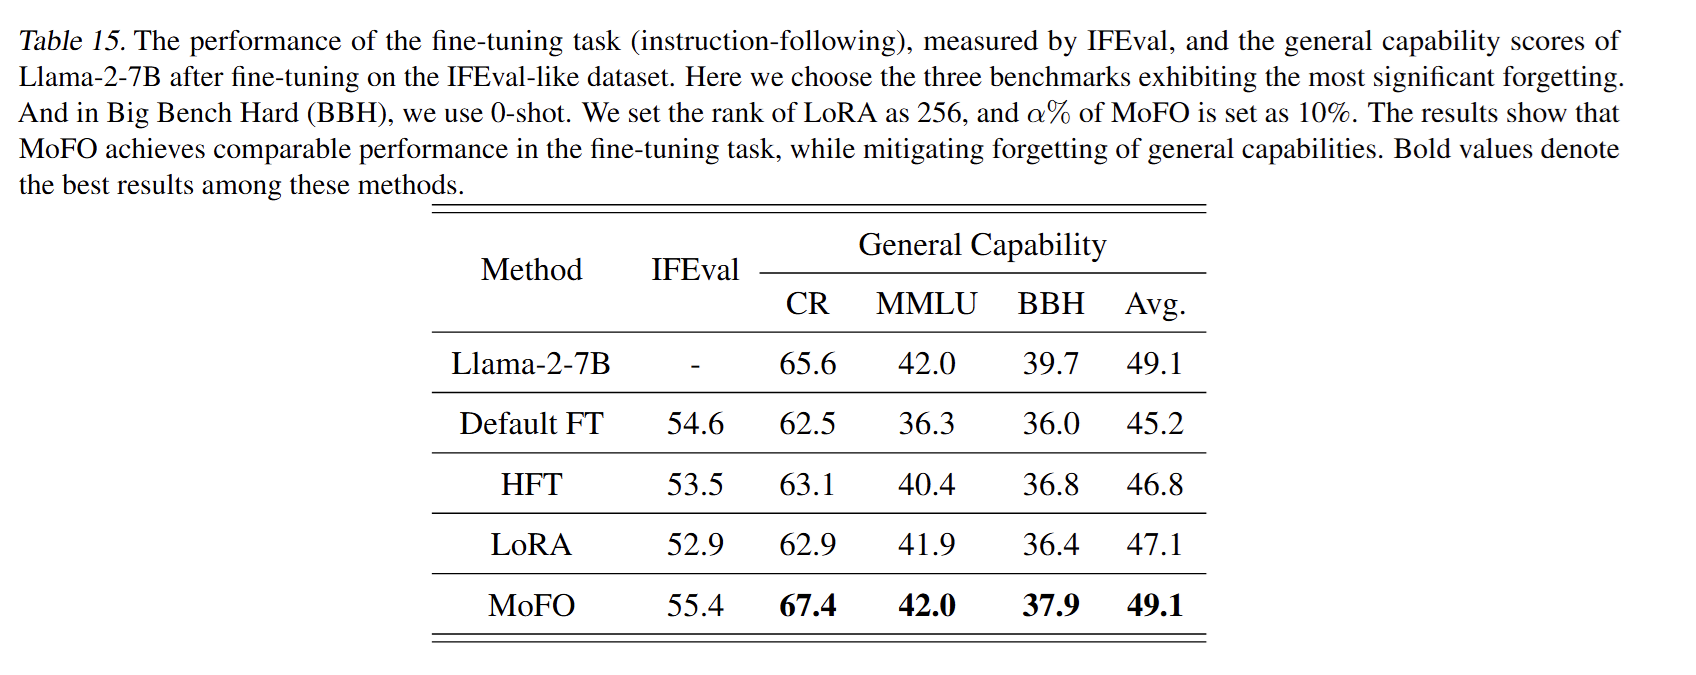 Table 15. The performance of the fine-tuning task (instruction-following), measured by IFEval, and the general capability scores of
Llama-2-7B after fine-tuning on the IFEval-like dataset. Here we choose the three benchmarks exhibiting the most significant forgetting.
And in Big Bench Hard (BBH), we use 0-shot. We set the rank of LoRA as 256, and α% of MoFO is set as 10%. The results show that
MoFO achieves comparable performance in the fine-tuning task, while mitigating forgetting of general capabilities. Bold values denote
the best results among these methods.
Method IFEval General Capability
CR MMLU BBH Avg.
Llama-2-7B - 65.6 42.0 39.7 49.1
Default FT 54.6 62.5 36.3 36.0 45.2
HFT 53.5 63.1 40.4 36.8 46.8
LoRA 52.9 62.9 41.9 36.4 47.1
MoFO 55.4 67.4 42.0 37.9 49.1